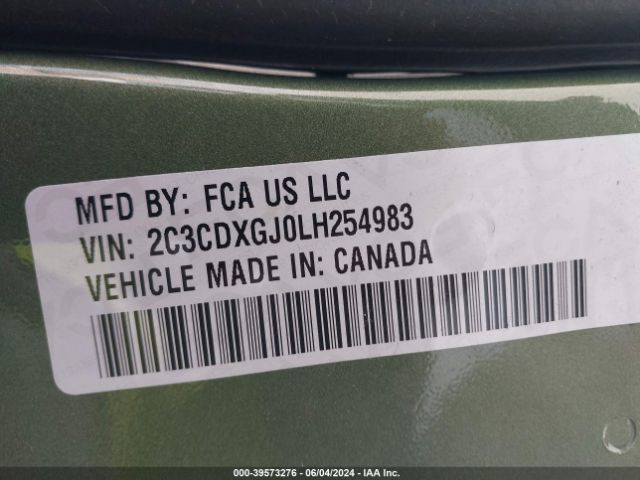 MFD BY: FCA US LLC
VIN: 2C3CDXGJ0LH254983
VEHICLE MADE IN: CANADA
000-39573276 - 06/04/2024 - IAA Inc.